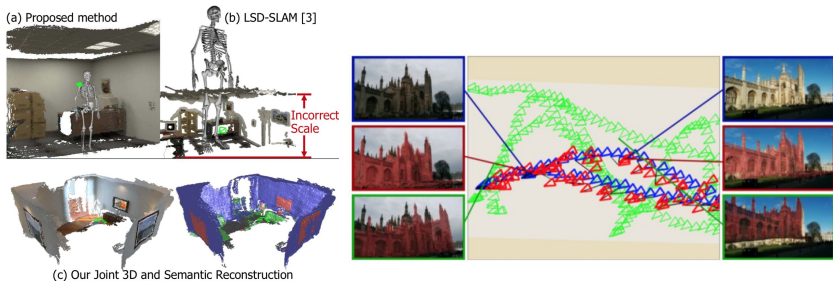 (a) Proposed method
(b) LSD-SLAM [3]
Incorrect
Scale
(c) Our Joint 3D and Semantic Reconstruction